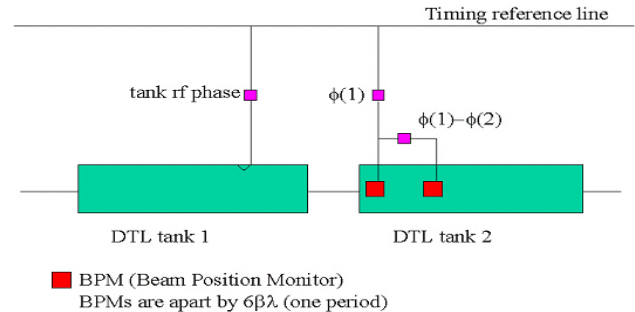 Timing reference line
tank rf phase
ϕ(1)
ϕ(1)–ϕ(2)
DTL tank 1
DTL tank 2
BPM (Beam Position Monitor)
BPMs are apart by 6βλ (one period)